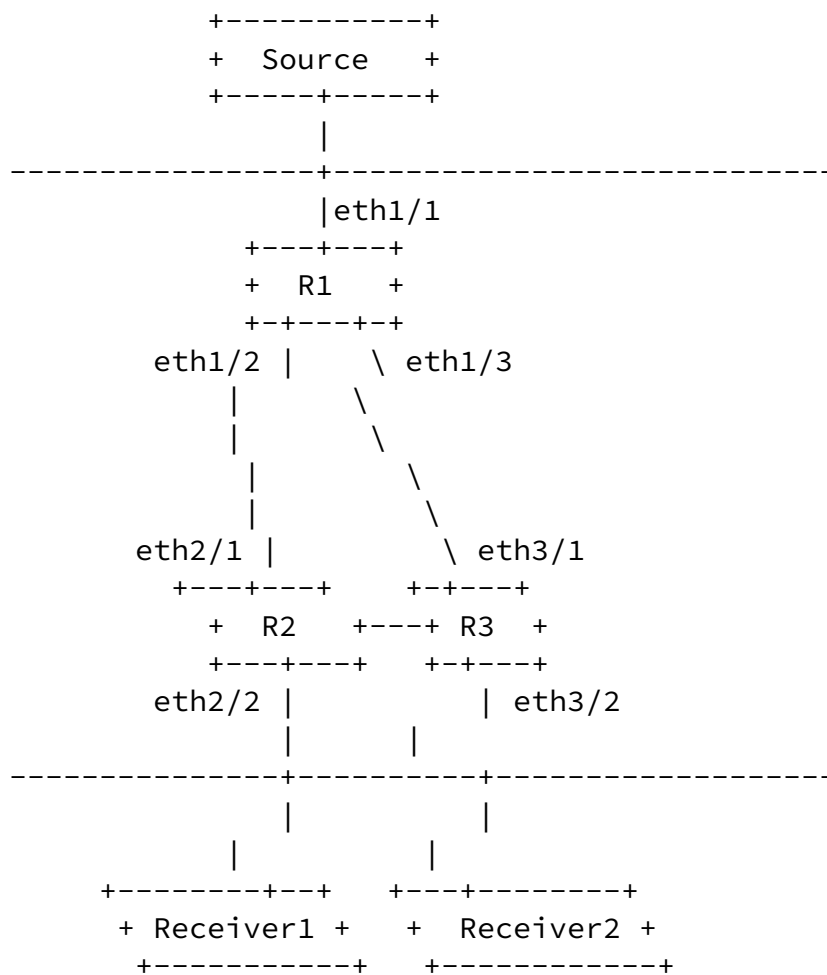 +-----------+
+ Source +
+-----+-----+
|
-----------------+----------------------------
|eth1/1
+---+---+
+ R1 +
+-+---+-+
eth1/2 | \ eth1/3
| \
| \
| \
| \
eth2/1 | \ eth3/1
+---+---+ +-+---+
+ R2 +---+ R3 +
+---+---+ +-+---+
eth2/2 | | eth3/2
| |
---------------+----------+-------------------
| |
| |
+--------+--+ +---+--------+
+ Receiver1 + + Receiver2 +
+-----------+ +------------+